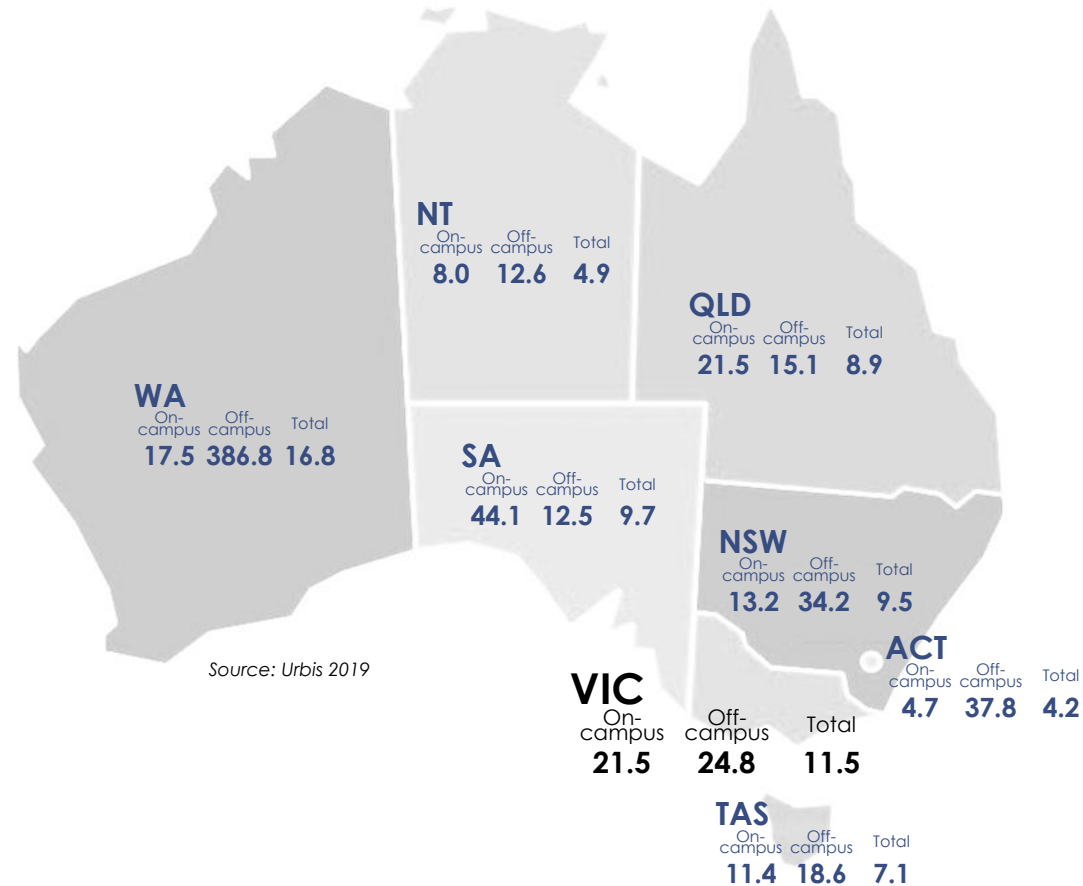 NT
On-campus Off-campus Total
8.0 12.6 4.9
QLD
On-campus Off-campus Total
21.5 15.1 8.9
WA
On-campus Off-campus Total
17.5 386.8 16.8
SA
On-campus Off-campus Total
44.1 12.5 9.7
NSW
On-campus Off-campus Total
13.2 34.2 9.5
ACT
On-campus Off-campus Total
4.7 37.8 4.2
Source: Urbis 2019
VIC
On-campus Off-campus Total
21.5 24.8 11.5
TAS
On-campus Off-campus Total
11.4 18.6 7.1